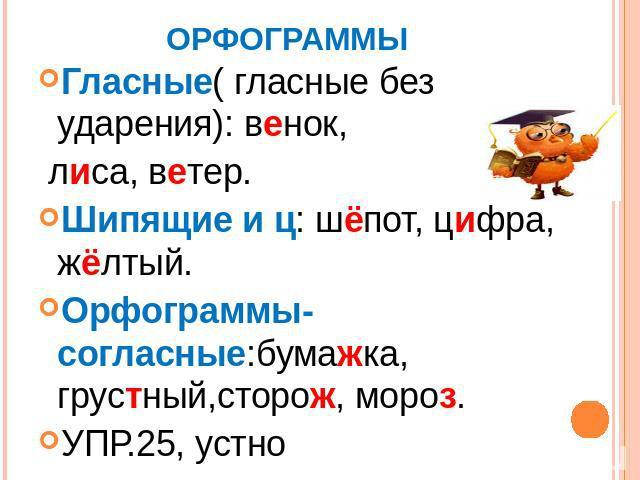 ОРФОГРАММЫ
Гласные( гласные без
ударения): венок,
лиса, ветер.
Шипящие и ц: шёпот, цифра,
жёлтый.
Орфограммы-
согласные:бумажка,
грустный,сторож, мороз.
УПР.25, устно